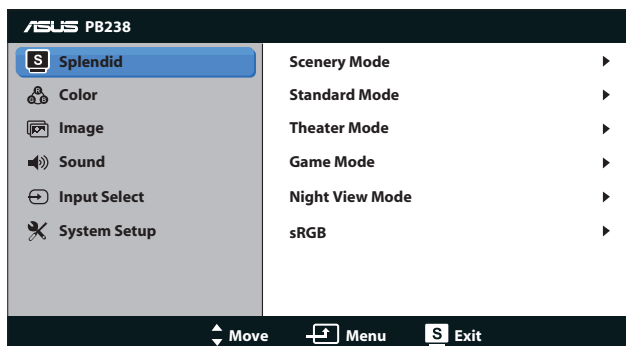 ASUS PB238
S Splendid
R G B Color
Image
Sound
Input Select
System Setup
Scenery Mode
Standard Mode
Theater Mode
Game Mode
Night View Mode
sRGB
Move Menu S Exit